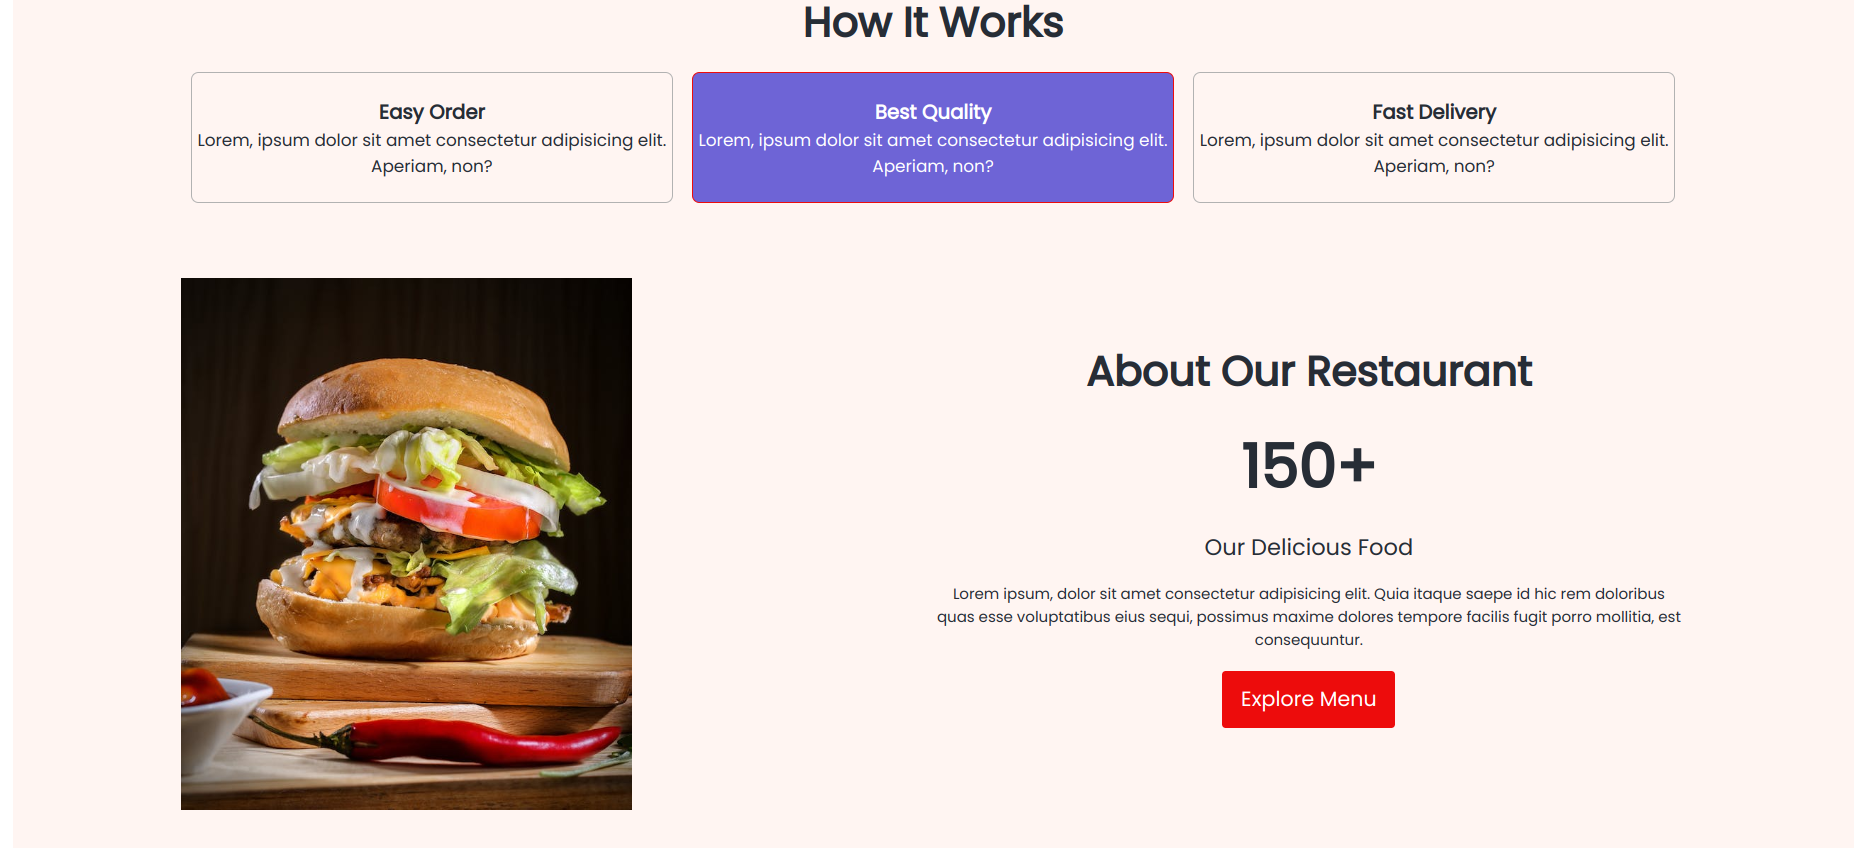 How It Works
Easy Order
Lorem, ipsum dolor sit amet consectetur adipisicing elit.
Aperiam, non?
Best Quality
Lorem, ipsum dolor sit amet consectetur adipisicing elit.
Aperiam, non?
Fast Delivery
Lorem, ipsum dolor sit amet consectetur adipisicing elit.
Aperiam, non?
About Our Restaurant
150+
Our Delicious Food
Lorem ipsum, dolor sit amet consectetur adipisicing elit. Quia itaque saepe id hic rem doloribus
quas esse voluptatibus eius sequi, possimus maxime dolores tempore facilis fugit porro mollitia, est
consequuntur.
Explore Menu